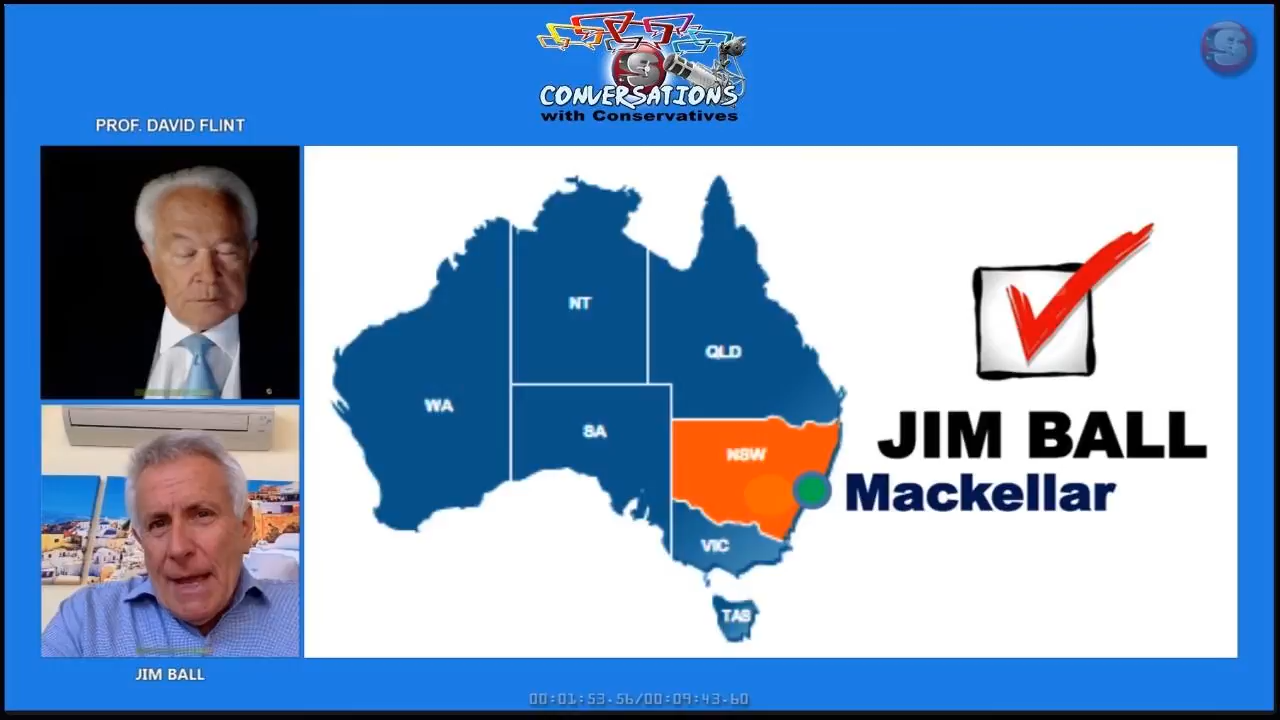 CONVERSATIONS
with Conservatives
S
PROF. DAVID FLINT
NT
QLD
WA
SA
NSW
VIC
TAS
JIM BALL
Mackellar
JIM BALL
00:01:53.56/00:09:43.60